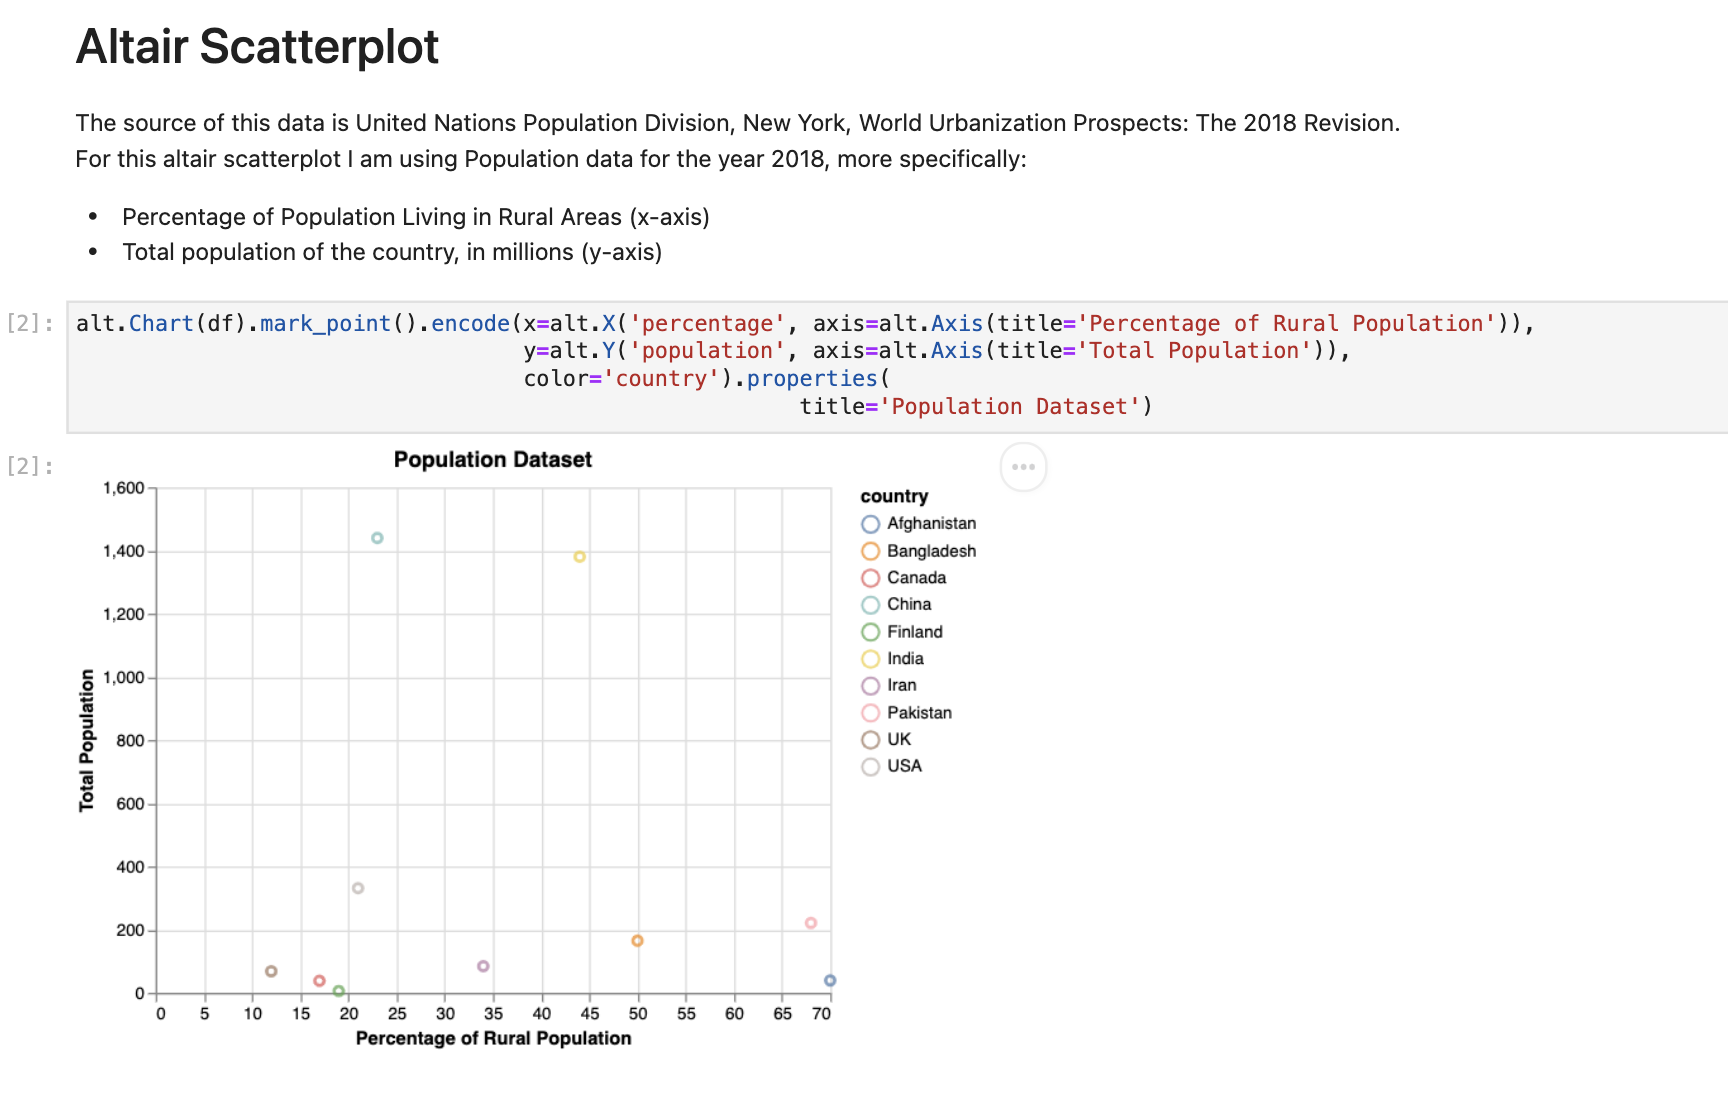 Altair Scatterplot
The source of this data is United Nations Population Division, New York, World Urbanization Prospects: The 2018 Revision.
For this altair scatterplot I am using Population data for the year 2018, more specifically:
• Percentage of Population Living in Rural Areas (x-axis)
• Total population of the country, in millions (y-axis)
[2]: alt.Chart(df).mark_point().encode(x=alt.X('percentage', axis=alt.Axis(title='Percentage of Rural Population')),
y=alt.Y('population', axis=alt.Axis(title='Total Population')),
color='country').properties(
title='Population Dataset')
[2]:
Population Dataset
1,600
1,400
1,200
1,000
800
600
400
200
0
Total Population
0 5 10 15 20 25 30 35 40 45 50 55 60 65 70
Percentage of Rural Population
country
Afghanistan
Bangladesh
Canada
China
Finland
India
Iran
Pakistan
UK
USA